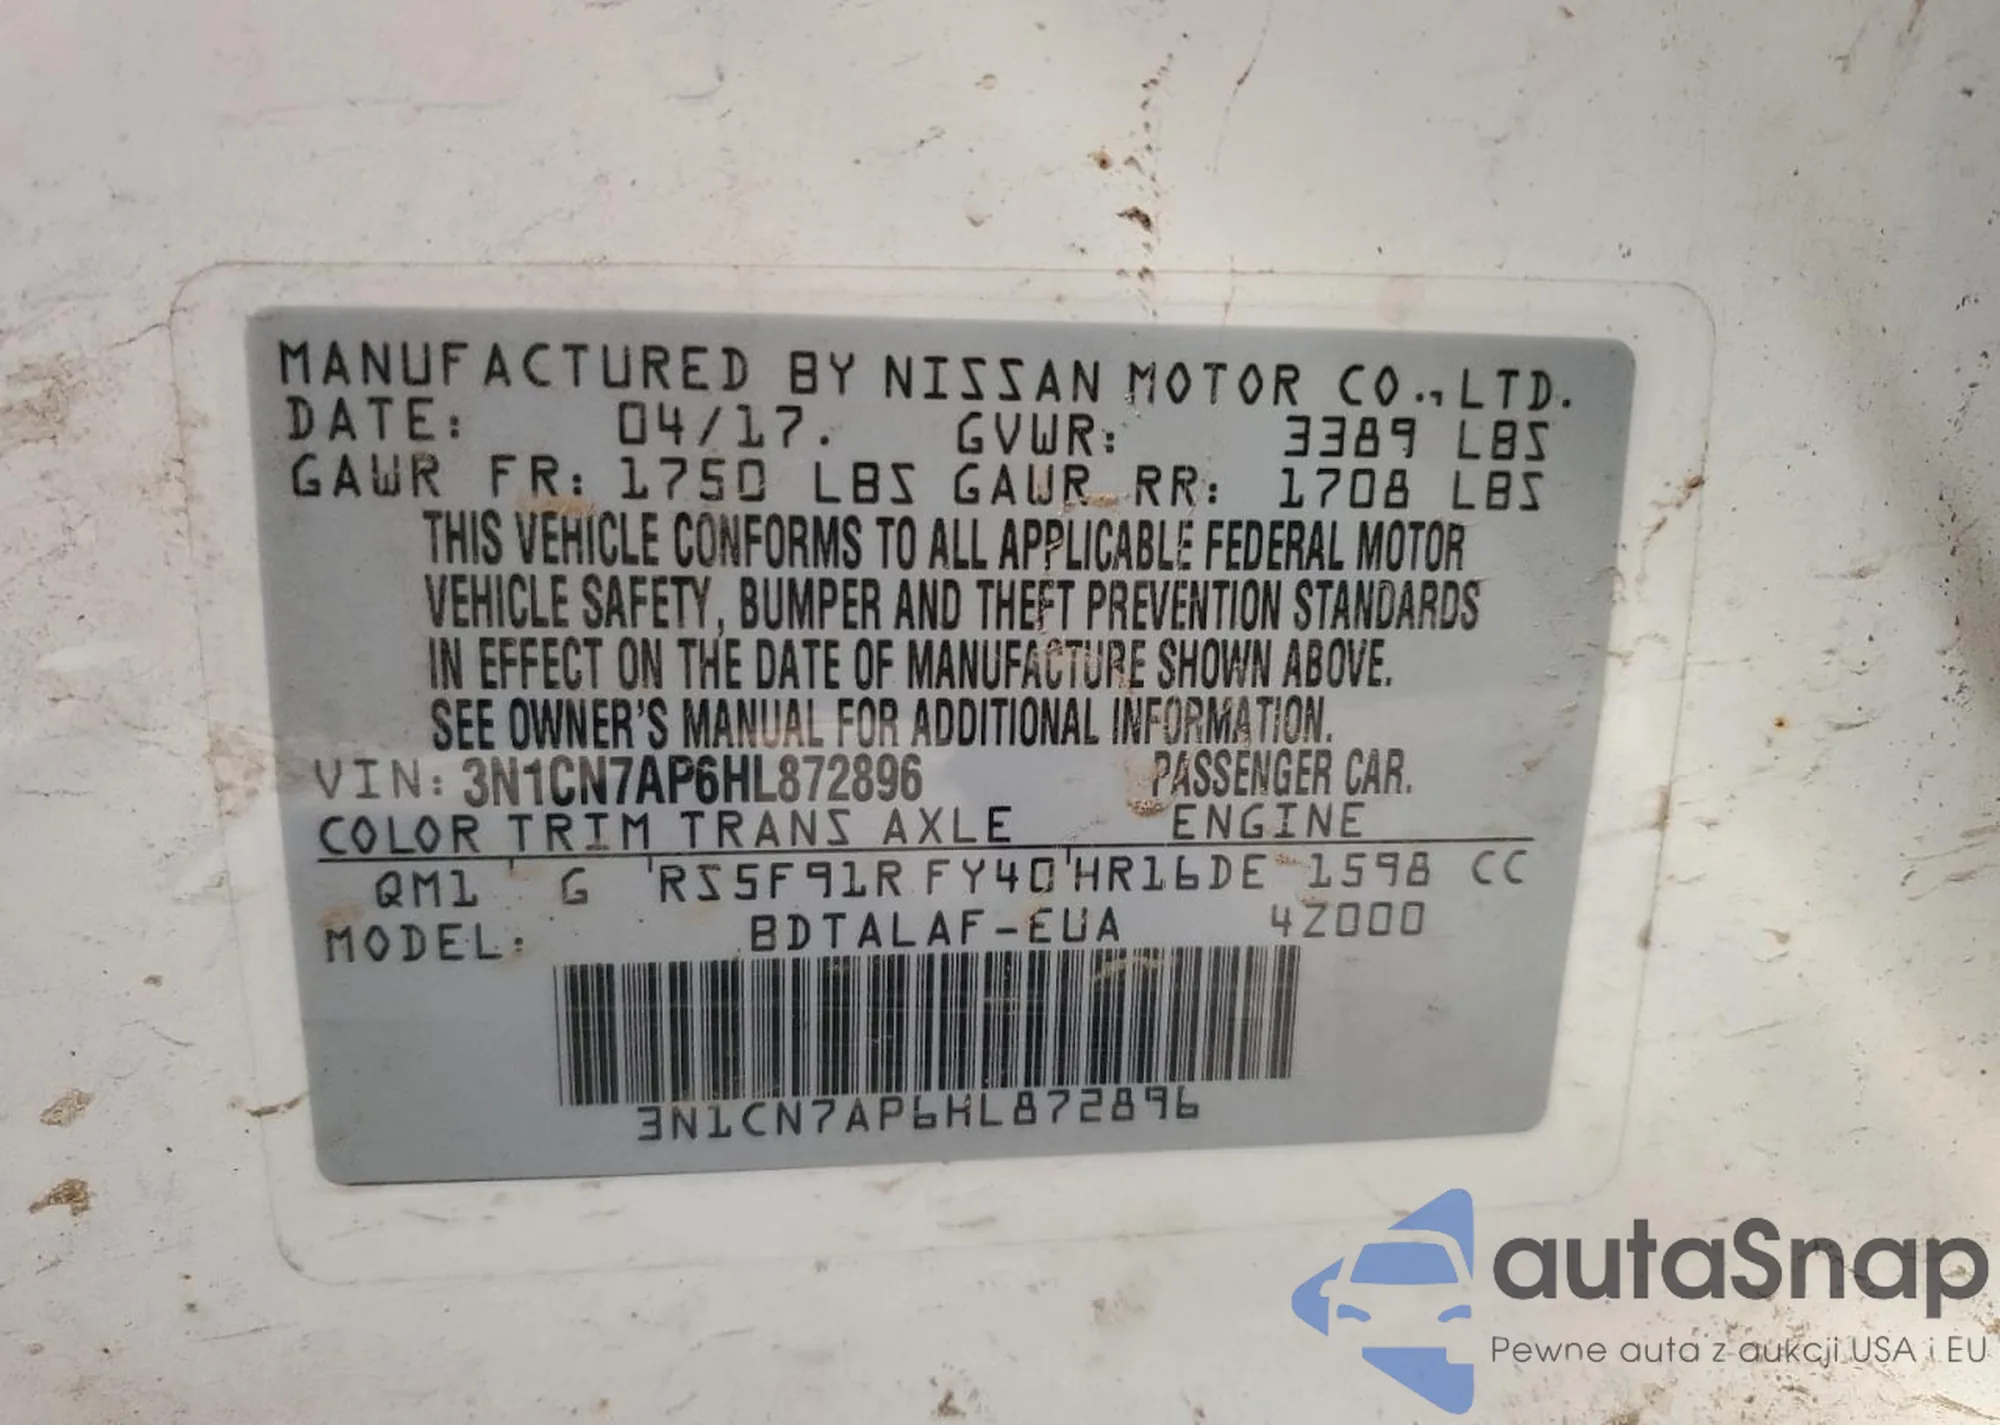 MANUFACTURED BY NISSAN MOTOR CO., LTD.
DATE: 04/17. GVWR: 3389 LBS
GAWR FR: 1750 LBS GAWR RR: 1708 LBS
THIS VEHICLE CONFORMS TO ALL APPLICABLE FEDERAL MOTOR
VEHICLE SAFETY, BUMPER AND THEFT PREVENTION STANDARDS
IN EFFECT ON THE DATE OF MANUFACTURE SHOWN ABOVE.
SEE OWNER'S MANUAL FOR ADDITIONAL INFORMATION.
VIN: 3N1CN7AP6HL872896 PASSENGER CAR.
COLOR TRIM TRANS AXLE ENGINE
QM1 G RS5F91R FY40 HR16DE 1598 CC
MODEL: BDTALAF-EUA 4Z000
3N1CN7AP6HL872896
autaSnap
Pewne auta z aukcji USA i EU